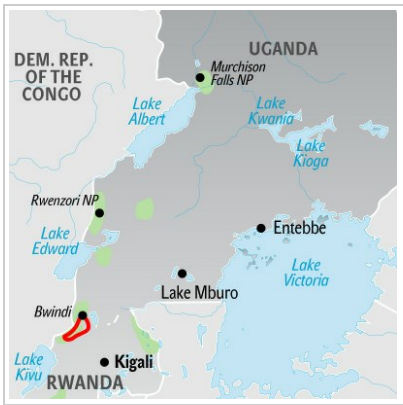 UGANDA
DEM. REP.
OF THE
CONGO
Murchison
Falls NP
Lake
Albert
Lake
Kwania
Lake
Kioga
Rwenzori NP
Lake
Edward
Entebbe
Lake
Victoria
Lake Mburo
Bwindi
Lake
Kivu
Kigali
RWANDA